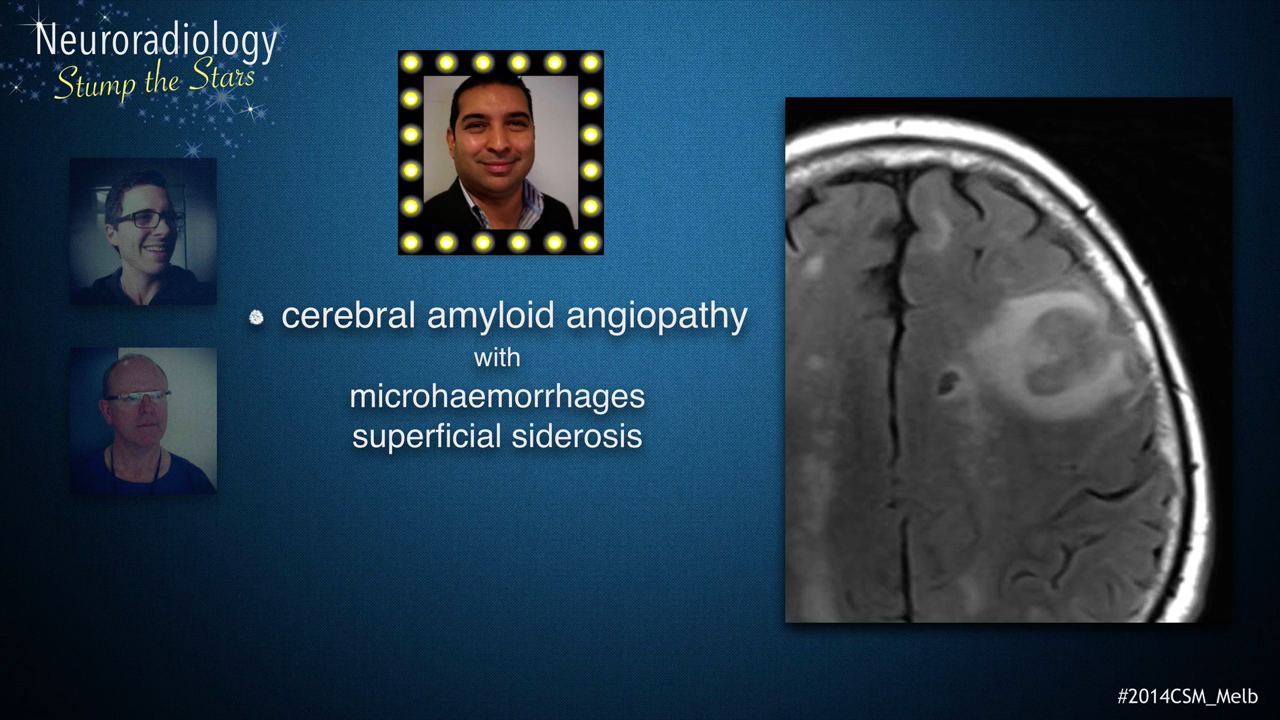 Neuroradiology
Stump the Stars
cerebral amyloid angiopathy
with
microhaemorrhages
superficial siderosis
#2014CSM_Melb